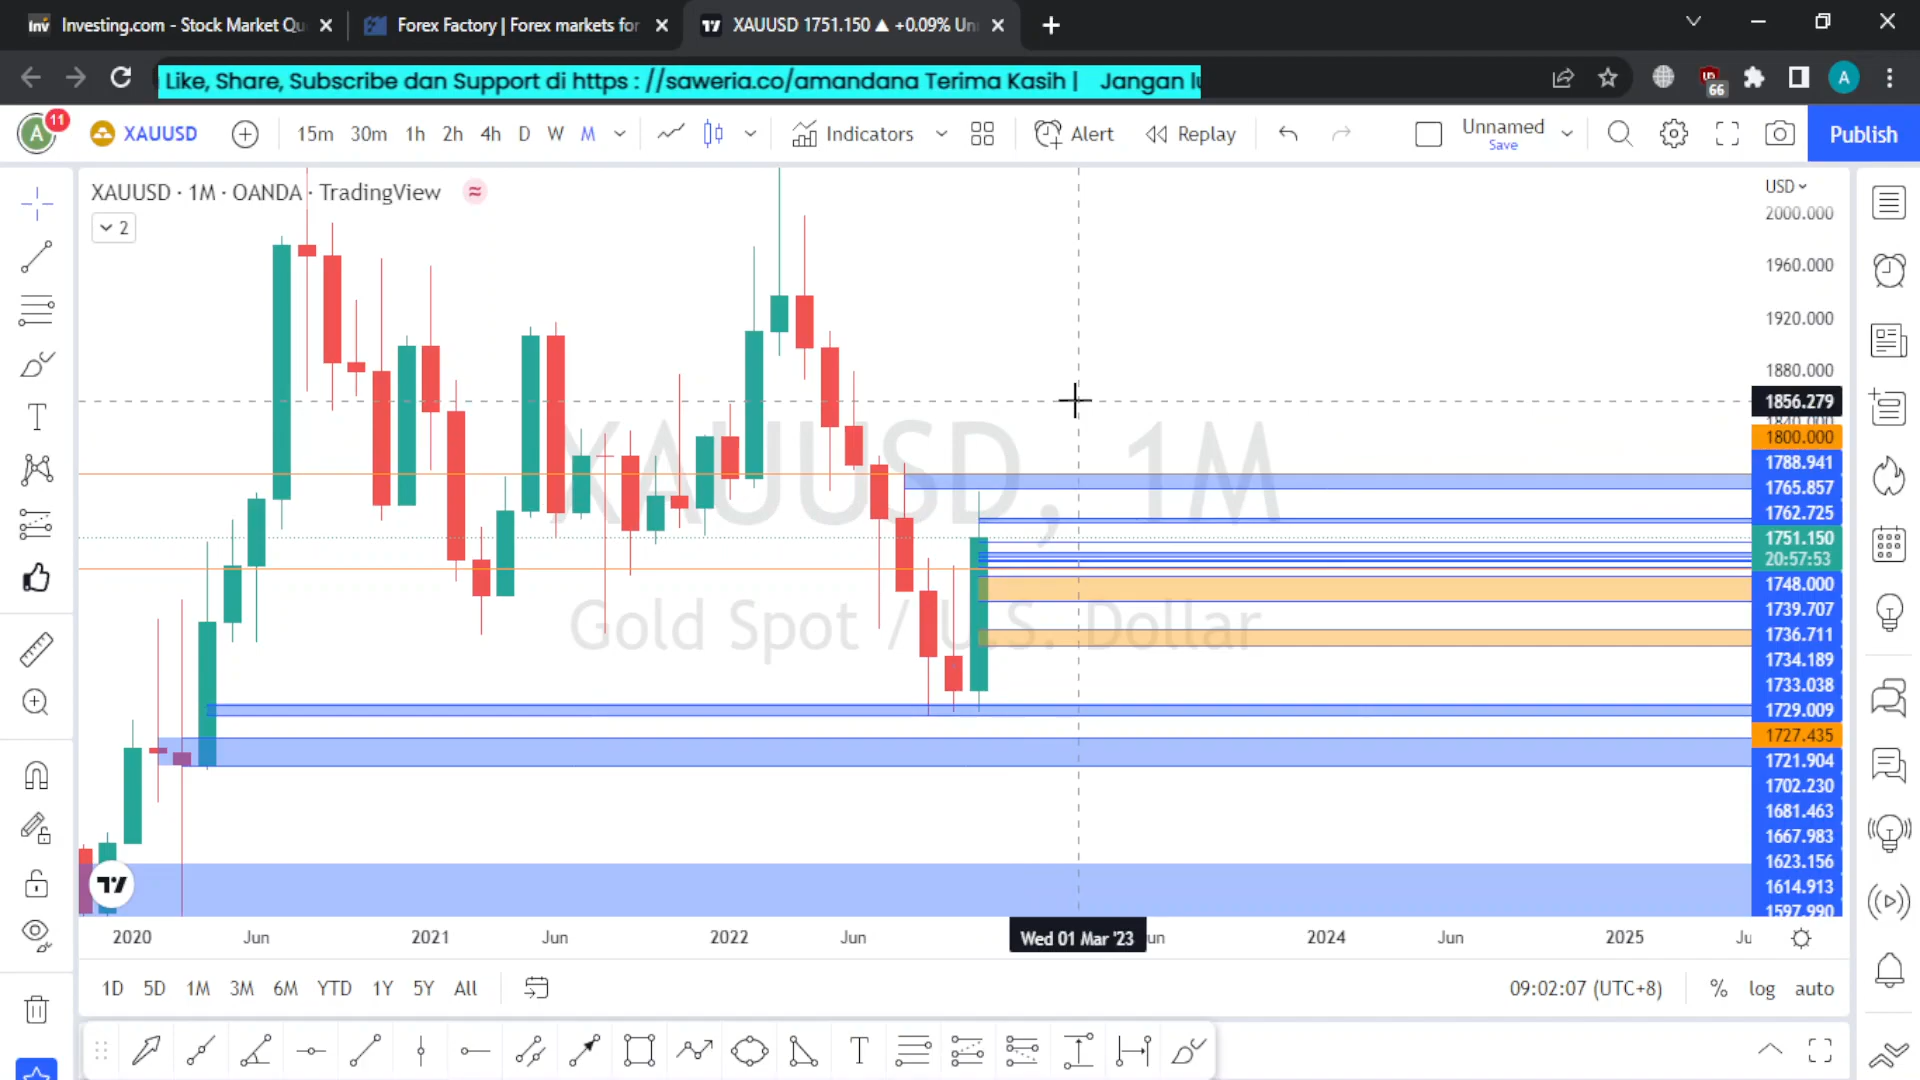 Investing.com - Stock Market Qu
Forex Factory | Forex markets for
XAUUSD 1751.150 ▲ +0.09% Un
Like, Share, Subscribe dan Support di https : //saweria.co/amandana Terima Kasih | Jangan lu
66
A
A
11
XAUUSD
15m 30m 1h 2h 4h D W M
Indicators
Alert
Replay
Unnamed
Save
Publish
XAUUSD · 1M · OANDA · TradingView
2
XAUUSD, 1M
Gold Spot / U.S. Dollar
USD
2000.000
1960.000
1920.000
1880.000
1856.279
1840.000
1800.000
1788.941
1765.857
1762.725
1751.150
20:57:53
1748.000
1739.707
1736.711
1734.189
1733.038
1729.009
1727.435
1721.904
1702.230
1681.463
1667.983
1623.156
1614.913
1597.990
2020 Jun 2021 Jun 2022 Jun Wed 01 Mar '23 un 2024 Jun 2025 Ju
1D 5D 1M 3M 6M YTD 1Y 5Y All
09:02:07 (UTC+8) % log auto